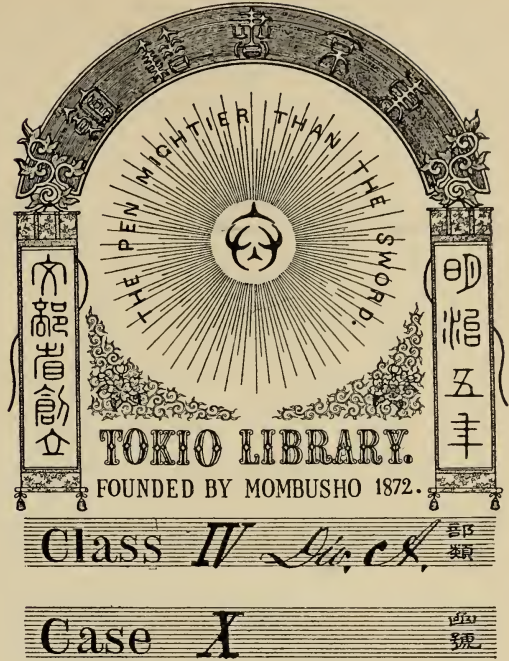 東京書籍館
THE PEN MIGHTIER THAN THE SWORD.
明治五年
文部省創立
TOKIO LIBRARY.
FOUNDED BY MOMBUSHO 1872.
Class IV Div. A. 部類
Case X 函號